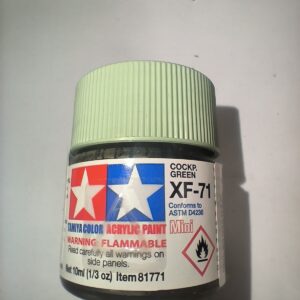 COCKP.
GREEN
XF-71
Conforms to
ASTM D4236
Mini
TAMIYA COLOR ACRYLIC PAINT
WARNING: FLAMMABLE
Read carefully all warnings on
side panels.
Net 10ml (1/3 oz) Item 81771